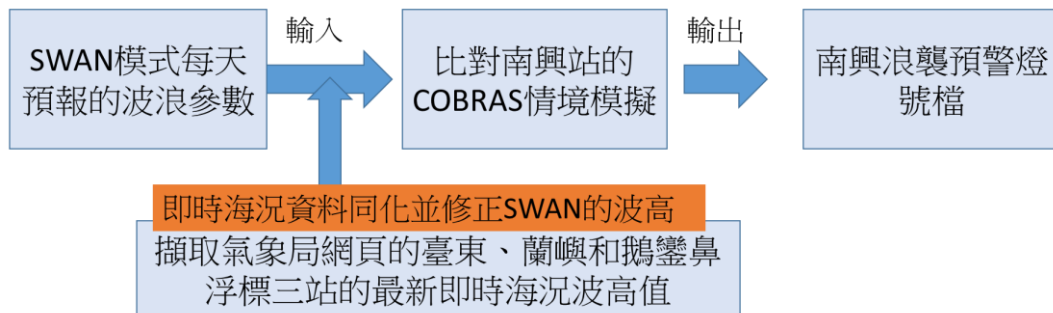 SWAN模式每天
預報的波浪參數
輸入
比對南興站的
COBRAS情境模擬
輸出
南興浪襲預警燈
號檔
即時海況資料同化並修正SWAN的波高
擷取氣象局網頁的臺東、蘭嶼和鵝鑾鼻
浮標三站的最新即時海況波高值